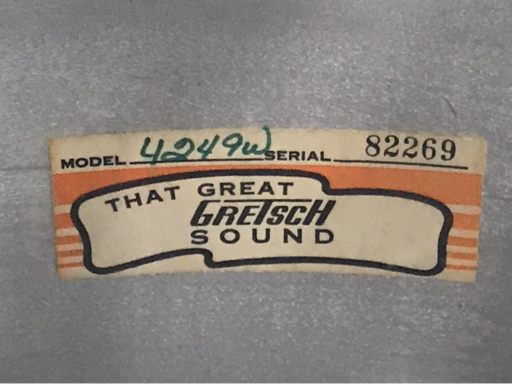 MODEL 4249W SERIAL 82269
THAT GREAT
GRETSCH
SOUND